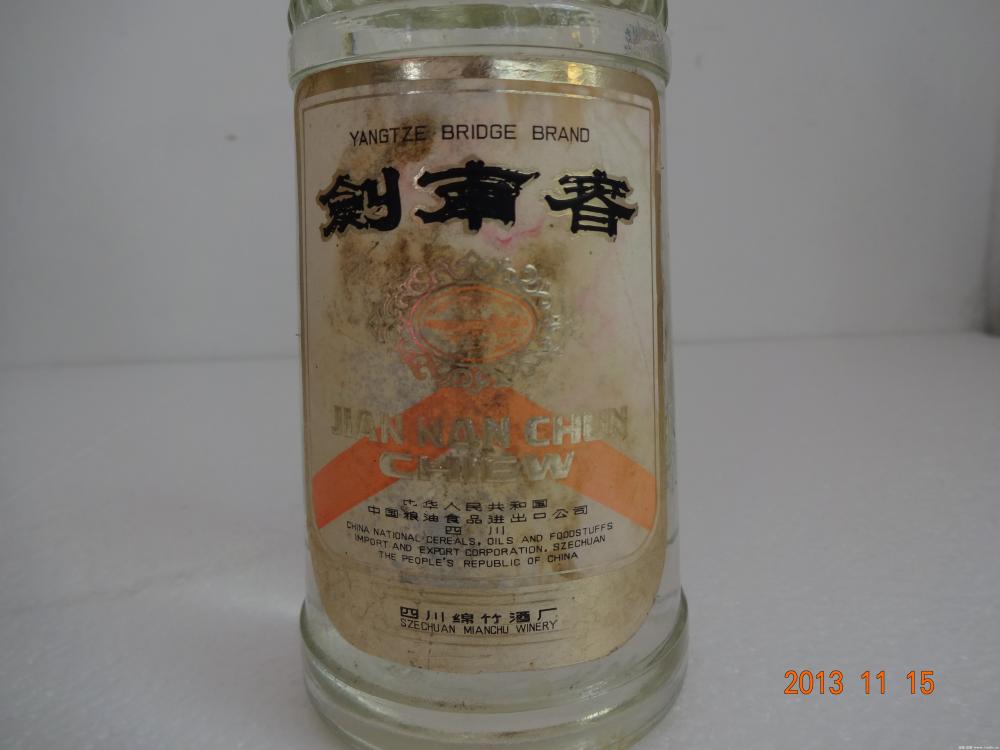 YANGTZE BRIDGE BRAND
劍南春
JIAN NAN CHUN
CHIEW
中华人民共和国
中国粮油食品进出口公司
四川
CHINA NATIONAL CEREALS, OILS AND FOODSTUFFS
IMPORT AND EXPORT CORPORATION, SZECHUAN
THE PEOPLE'S REPUBLIC OF CHINA
四川绵竹酒厂
SZECHUAN MIANCHU WINERY
2013 11 15